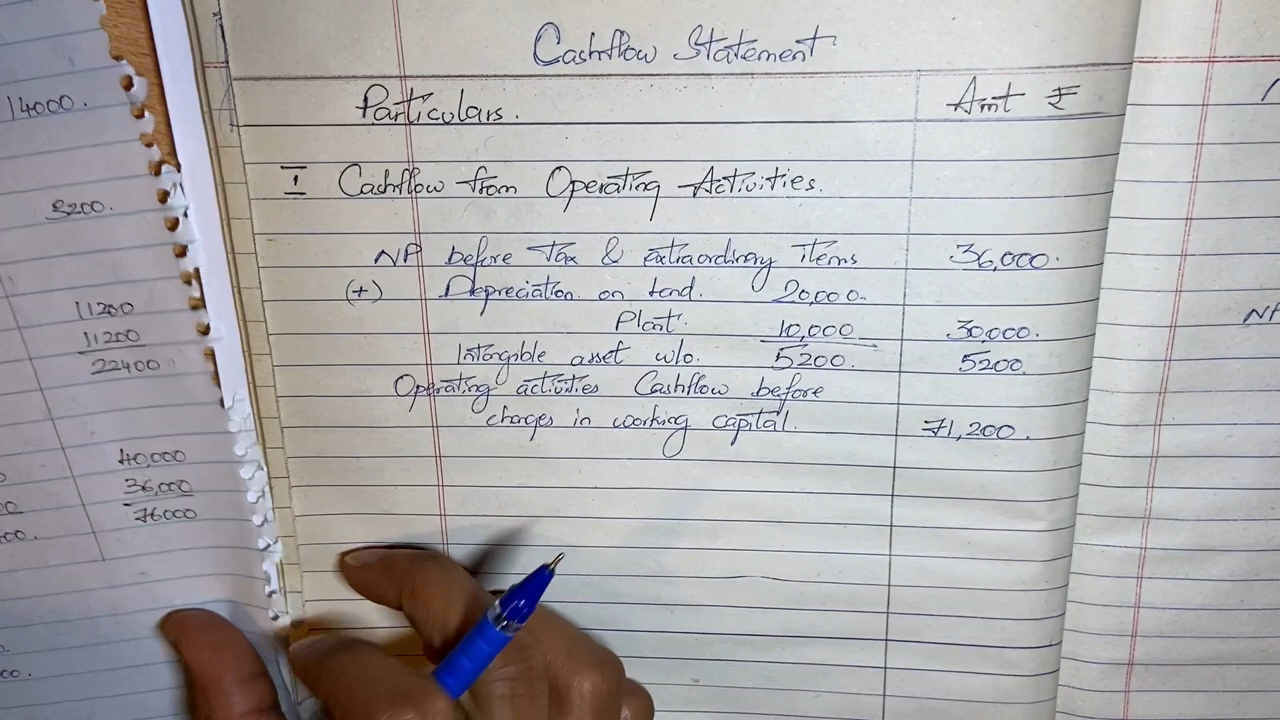 14000.
3200.
11200
11200
22400
40,000
36,000
76000
Cashflow Statement
Particulars. Amt ₹
I Cashflow from Operating Activities.
NP before Tax & extraordinary items 36,000.
(+) Depreciation on Land. 20,000.
Plant. 10,000 30,000.
Intangible asset w/o. 5200. 5200.
Operating activities Cashflow before
changes in working capital. 71,200.
NP